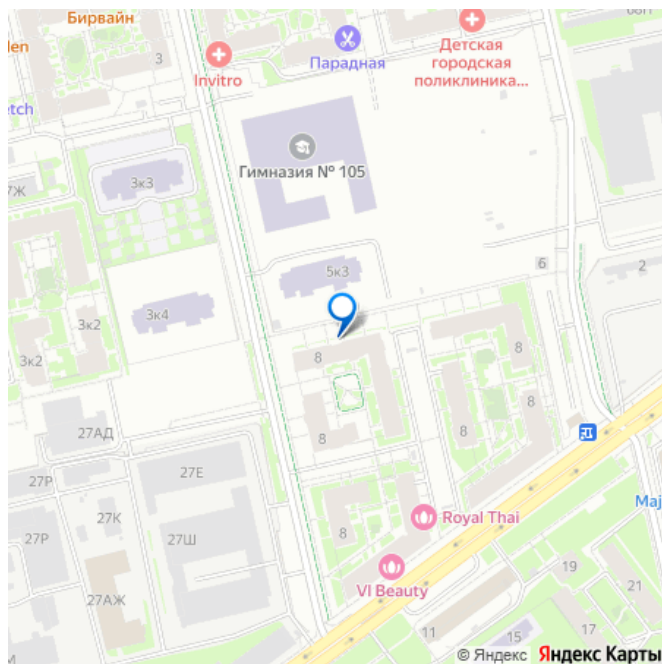 Бирвайн
den
3
Invitro
Парадная
Детская
городская
поликлиника...
etch
Гимназия № 105
3к3
7Ж
5к3
6
2
3к4
3к2
3к2
8
8
8
8
8
8
27АД
27Е
27Р
27К
27Р
27Ш
27АЖ
Royal Thai
VI Beauty
Maj
19
21
11
15
17
© Яндекс Яндекс Карты